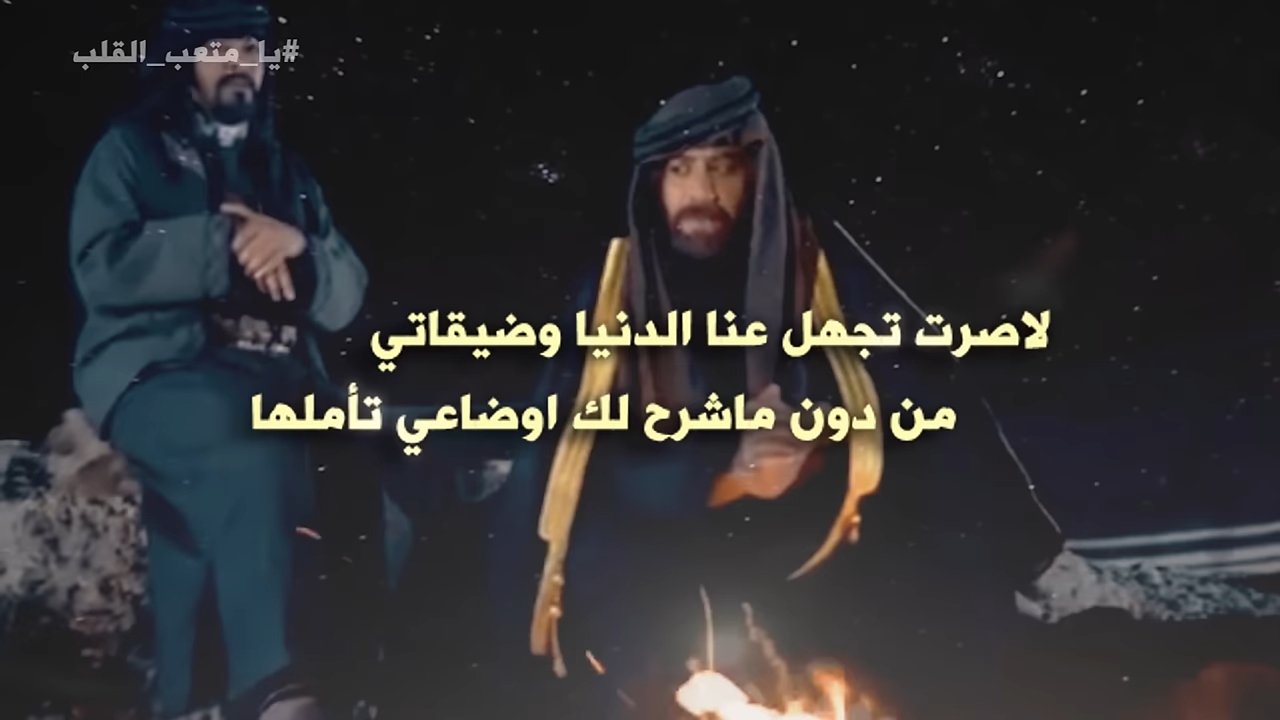 #يا_متعب_القلب
لاصرت تجهل عنا الدنيا وضيقاتي
من دون ماشرح لك اوضاعي تأملها